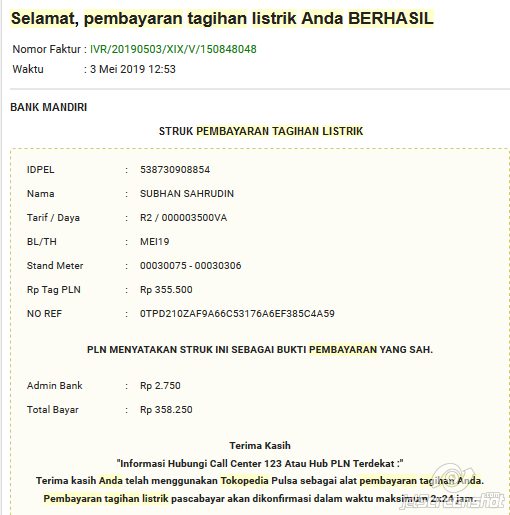 Selamat, pembayaran tagihan listrik Anda BERHASIL
Nomor Faktur : IVR/20190503/XIX/V/150848048
Waktu : 3 Mei 2019 12:53
BANK MANDIRI
STRUK PEMBAYARAN TAGIHAN LISTRIK
IDPEL : 538730908854
Nama : SUBHAN SAHRUDIN
Tarif / Daya : R2 / 000003500VA
BL/TH : MEI19
Stand Meter : 00030075 - 00030306
Rp Tag PLN : Rp 355.500
NO REF : 0TPD210ZAF9A66C53176A6EF385C4A59
PLN MENYATAKAN STRUK INI SEBAGAI BUKTI PEMBAYARAN YANG SAH.
Admin Bank : Rp 2.750
Total Bayar : Rp 358.250
Terima Kasih
"Informasi Hubungi Call Center 123 Atau Hub PLN Terdekat :"
Terima kasih Anda telah menggunakan Tokopedia Pulsa sebagai alat pembayaran tagihan Anda.
Pembayaran tagihan listrik pascabayar akan dikonfirmasi dalam waktu maksimum 2x24 jam.